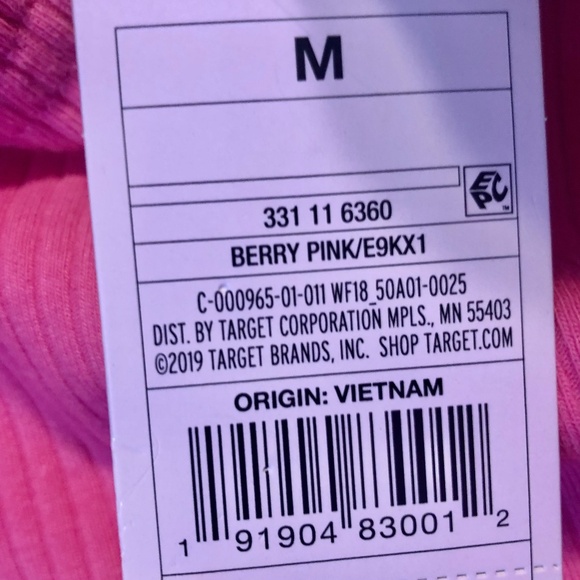 M
EPC
™
331 11 6360
BERRY PINK/E9KX1
C-000965-01-011 WF18_50A01-0025
DIST. BY TARGET CORPORATION MPLS., MN 55403
©2019 TARGET BRANDS, INC. SHOP TARGET.COM
ORIGIN: VIETNAM
1 91904 83001 2